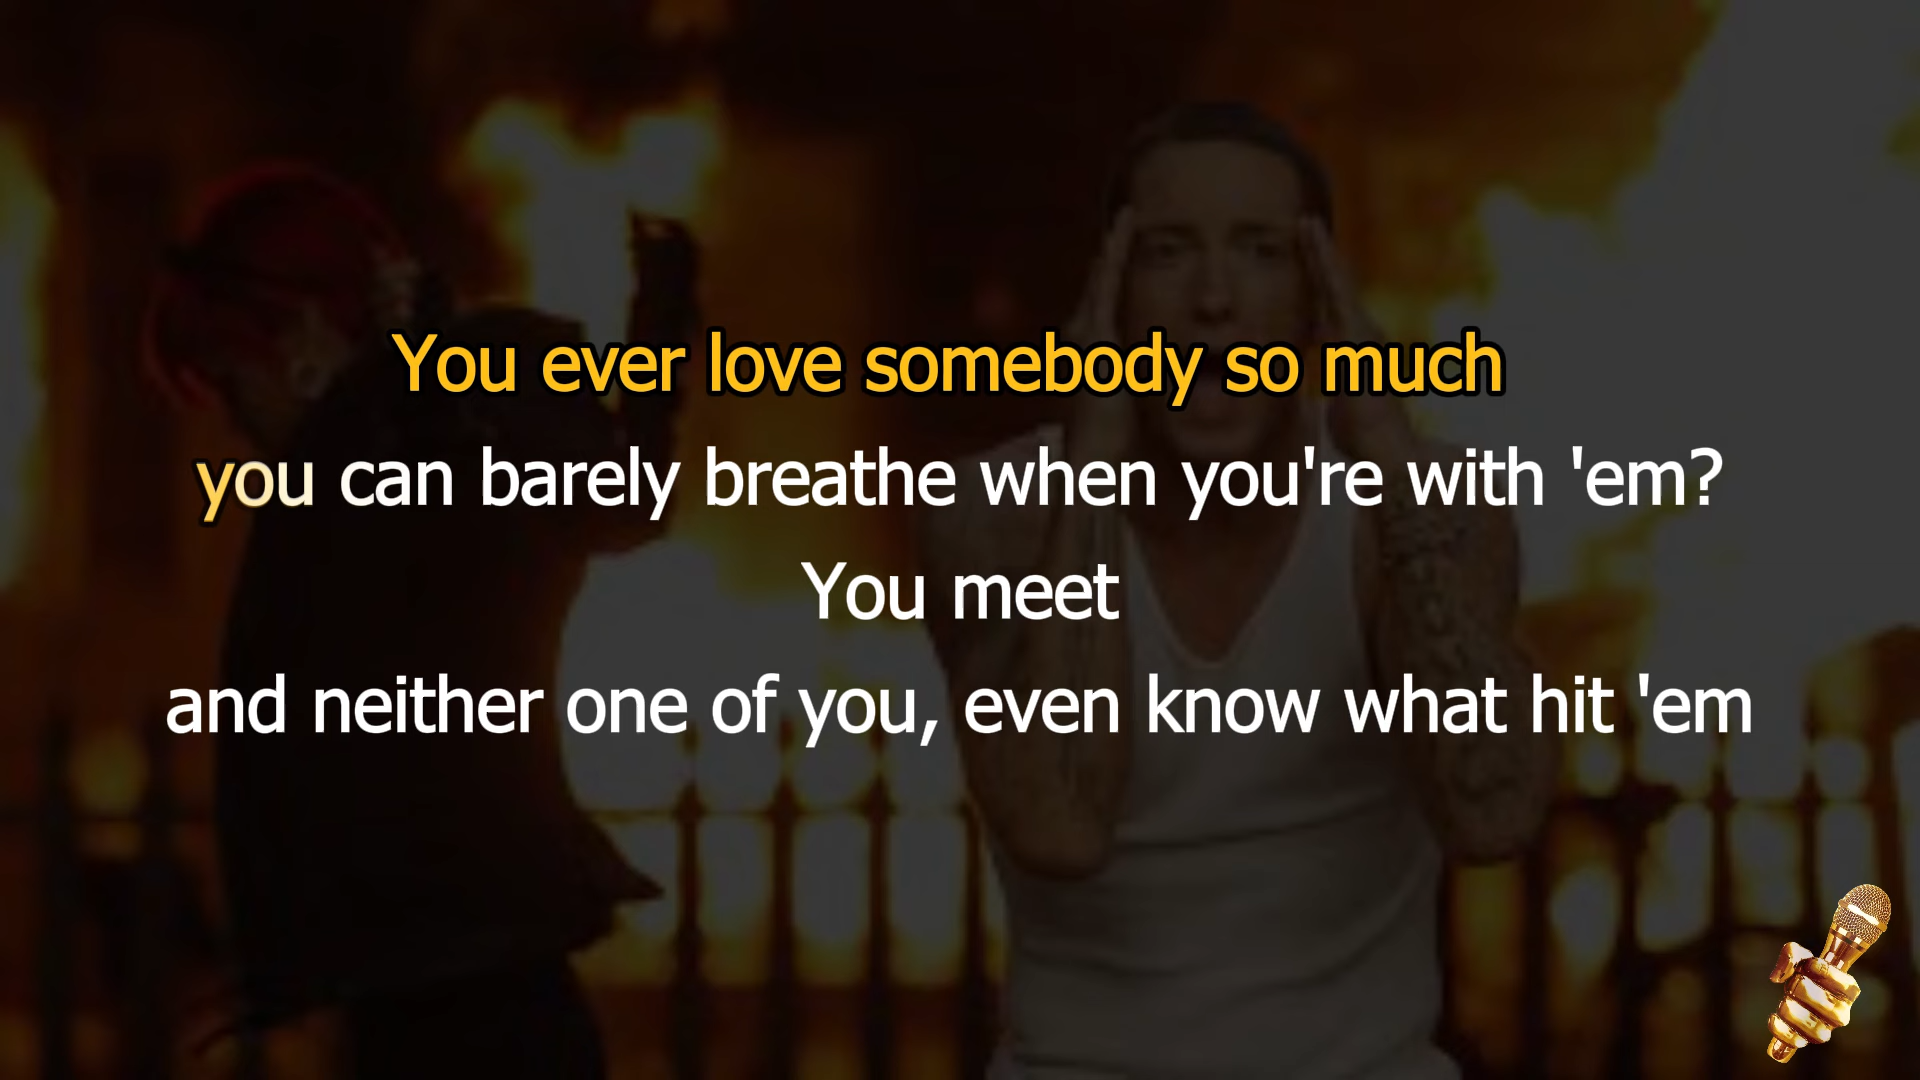 You ever love somebody so much
you can barely breathe when you're with 'em?
You meet
and neither one of you, even know what hit 'em